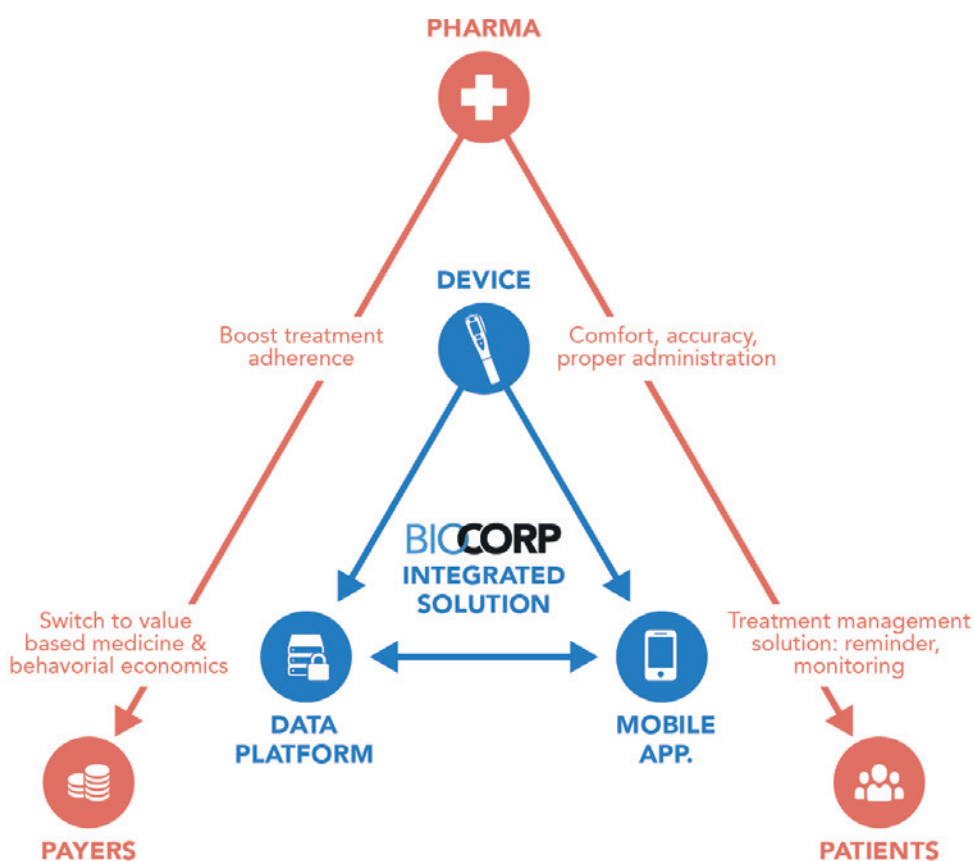 PHARMA
DEVICE
Boost treatment
adherence
Comfort, accuracy,
proper administration
BIOCORP
INTEGRATED
SOLUTION
Switch to value
based medicine &
behavorial economics
Treatment management
solution: reminder,
monitoring
DATA
PLATFORM
MOBILE
APP.
PAYERS
PATIENTS